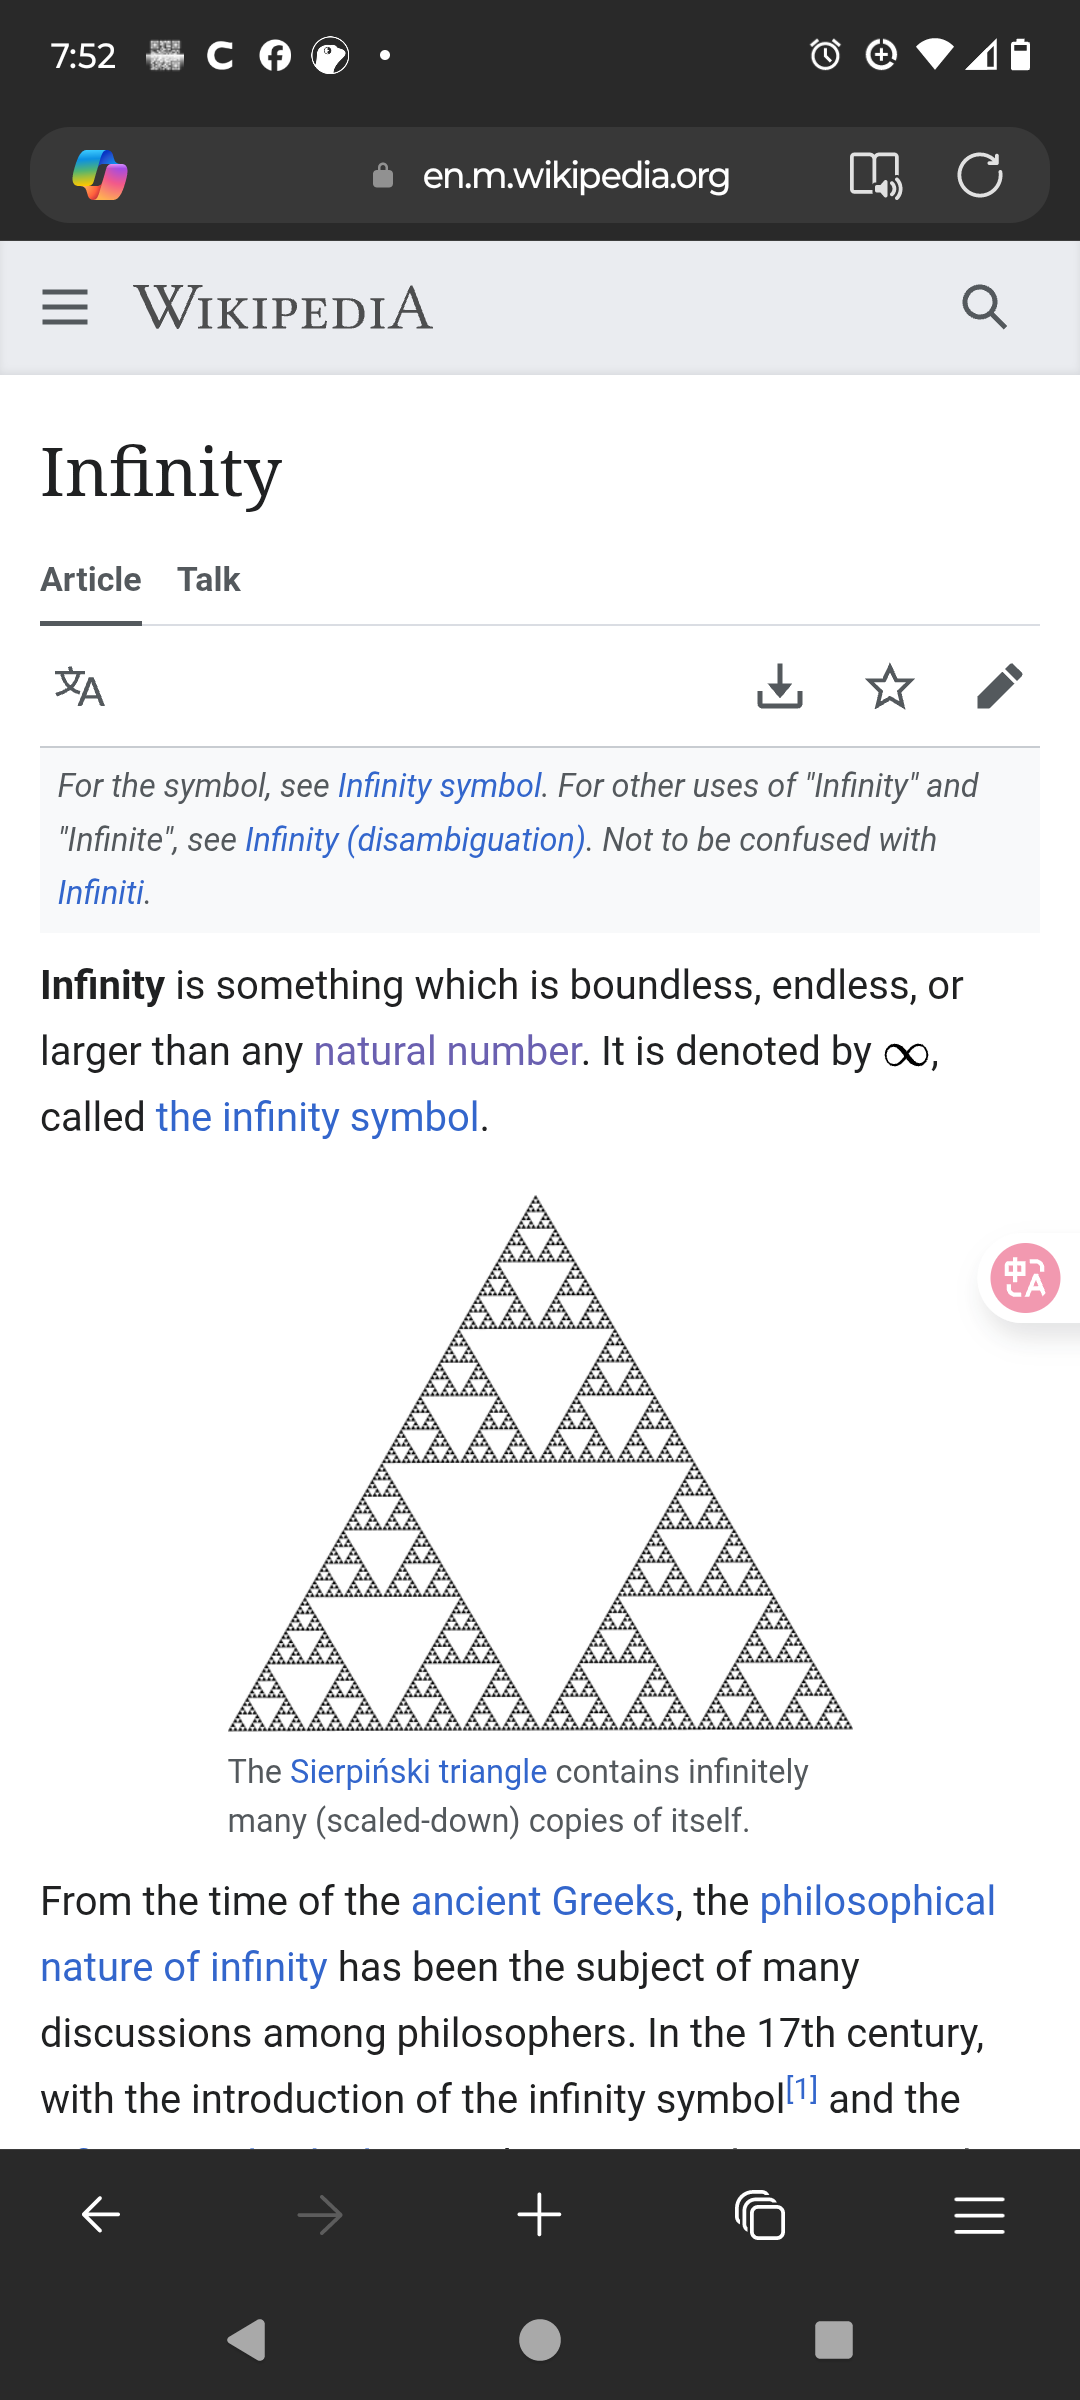 7:52
en.m.wikipedia.org
WIKIPEDIA
Infinity
Article Talk
For the symbol, see Infinity symbol. For other uses of "Infinity" and
"Infinite", see Infinity (disambiguation). Not to be confused with
Infiniti.
Infinity is something which is boundless, endless, or
larger than any natural number. It is denoted by ∞,
called the infinity symbol.
The Sierpiński triangle contains infinitely
many (scaled-down) copies of itself.
From the time of the ancient Greeks, the philosophical
nature of infinity has been the subject of many
discussions among philosophers. In the 17th century,
with the introduction of the infinity symbol[1] and the